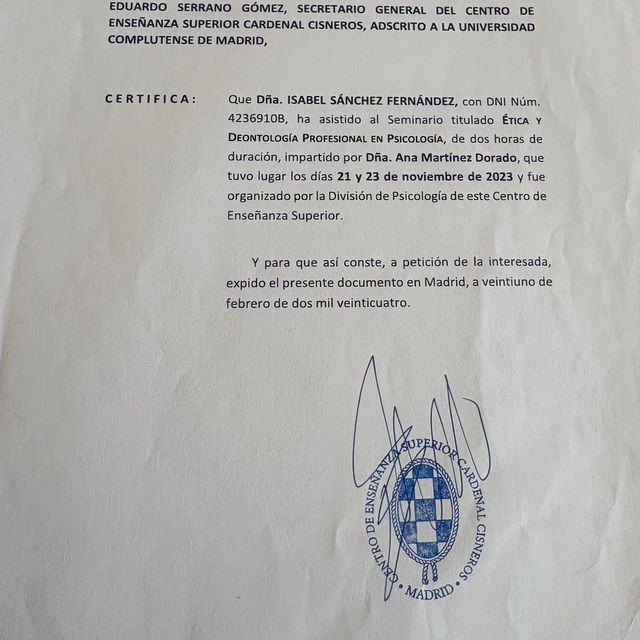 EDUARDO SERRANO GÓMEZ, SECRETARIO GENERAL DEL CENTRO DE
ENSEÑANZA SUPERIOR CARDENAL CISNEROS, ADSCRITO A LA UNIVERSIDAD
COMPLUTENSE DE MADRID,
CERTIFICA: Que Dña. ISABEL SÁNCHEZ FERNÁNDEZ, con DNI Núm.
4236910B, ha asistido al Seminario titulado ÉTICA Y
DEONTOLOGÍA PROFESIONAL EN PSICOLOGÍA, de dos horas de
duración, impartido por Dña. Ana Martínez Dorado, que
tuvo lugar los días 21 y 23 de noviembre de 2023 y fue
organizado por la División de Psicología de este Centro de
Enseñanza Superior.
Y para que así conste, a petición de la interesada,
expido el presente documento en Madrid, a veintiuno de
febrero de dos mil veinticuatro.
CENTRO DE ENSEÑANZA SUPERIOR CARDENAL CISNEROS
• MADRID •